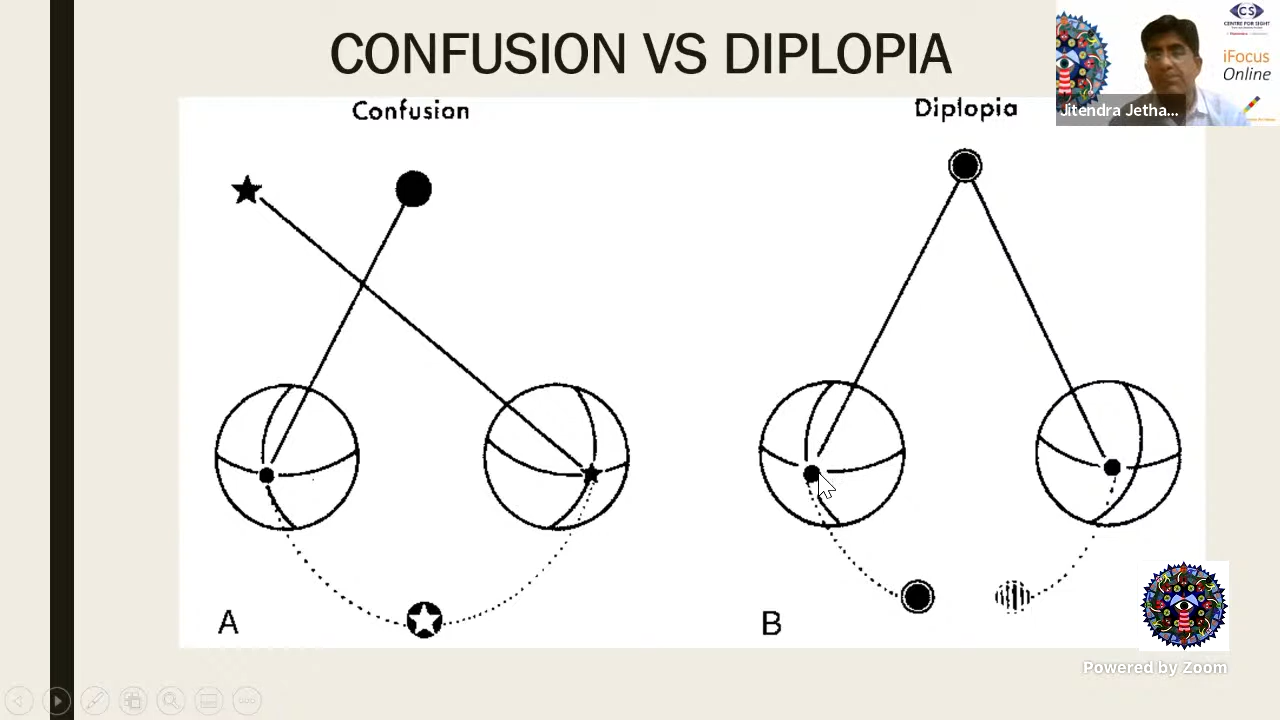 CONFUSION VS DIPLOPIA
Confusion
Diplopia
A
B
CS
CENTRE FOR SIGHT
iFocus
Online
Jitendra Jetha...
Powered by Zoom